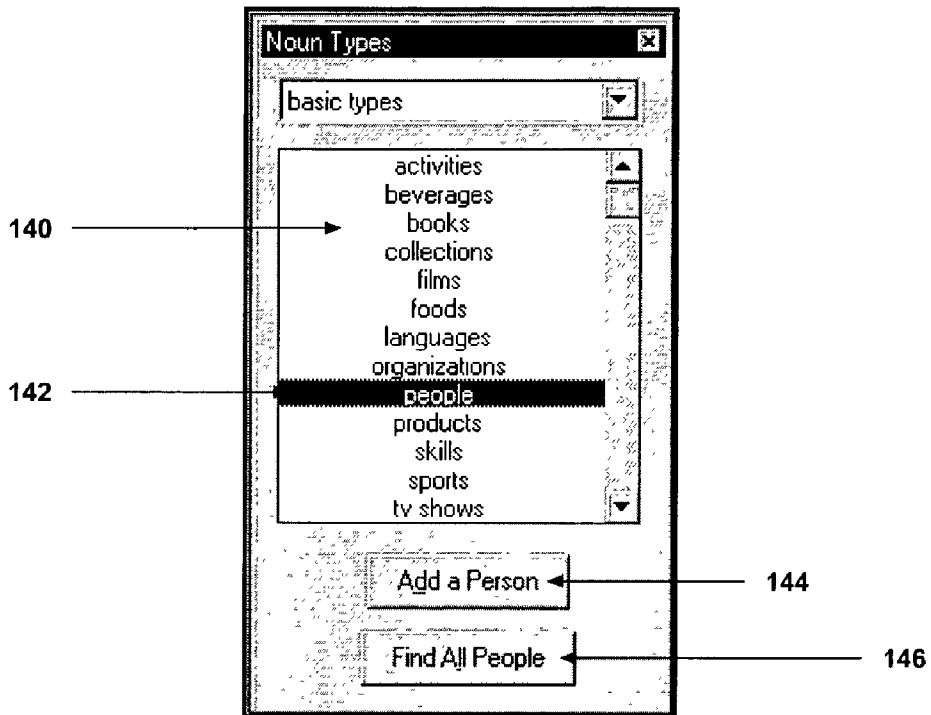 Noun Types
basic types
activities
beverages
140
books
collections
films
foods
languages
organizations
142
people
products
skills
sports
tv shows
Add a Person
144
Find All People
146